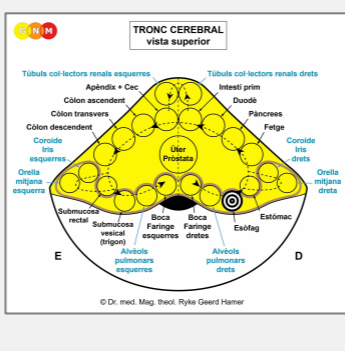 GNM
TRONC CEREBRAL
vista superior
Túbuls col·lectors renals esquerres
Túbuls col·lectors renals drets
Apèndix + Cec
Intestí prim
Còlon ascendent
Duodè
Còlon transvers
Pàncrees
Còlon descendent
Fetge
Coroide
Iris
esquerres
Coroide
Iris
drets
Úter
Pròstata
Orella
mitjana
esquerra
Orella
mitjana
dreta
Submucosa
rectal
Submucosa
vesical
(trígon)
Boca
Faringe
esquerres
Boca
Faringe
dretes
Esòfag
Estómac
Alvèols
pulmonars
esquerres
Alvèols
pulmonars
drets
E
D
© Dr. med. Mag. theol. Ryke Geerd Hamer